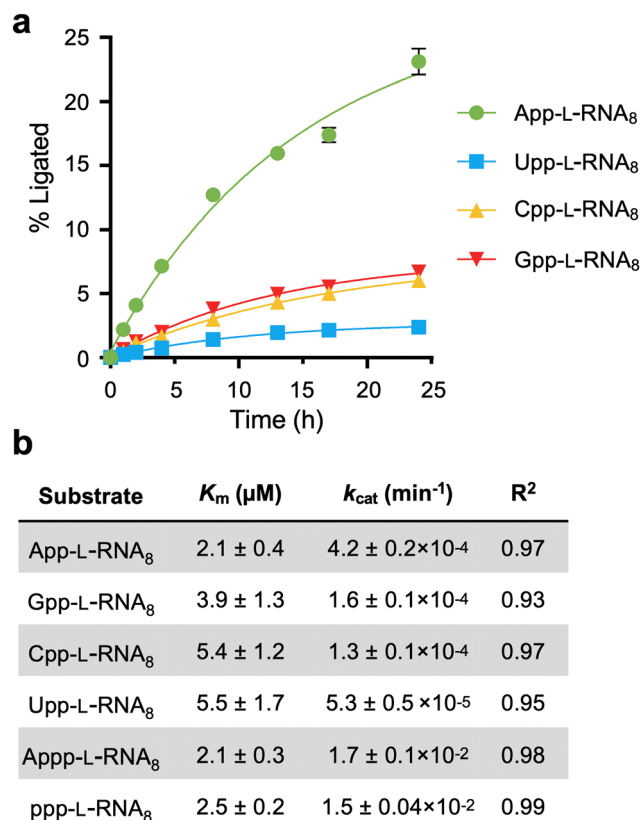 a
25
20
15
10
5
0
% Ligated
0 5 10 15 20 25
Time (h)
App-L-RNA₈
Upp-L-RNA₈
Cpp-L-RNA₈
Gpp-L-RNA₈
b
Substrate Kₘ (µM) k_cat (min⁻¹) R²
App-L-RNA₈ 2.1 ± 0.4 4.2 ± 0.2×10⁻⁴ 0.97
Gpp-L-RNA₈ 3.9 ± 1.3 1.6 ± 0.1×10⁻⁴ 0.93
Cpp-L-RNA₈ 5.4 ± 1.2 1.3 ± 0.1×10⁻⁴ 0.97
Upp-L-RNA₈ 5.5 ± 1.7 5.3 ± 0.5 ×10⁻⁵ 0.95
Appp-L-RNA₈ 2.1 ± 0.3 1.7 ± 0.1×10⁻² 0.98
ppp-L-RNA₈ 2.5 ± 0.2 1.5 ± 0.04×10⁻² 0.99